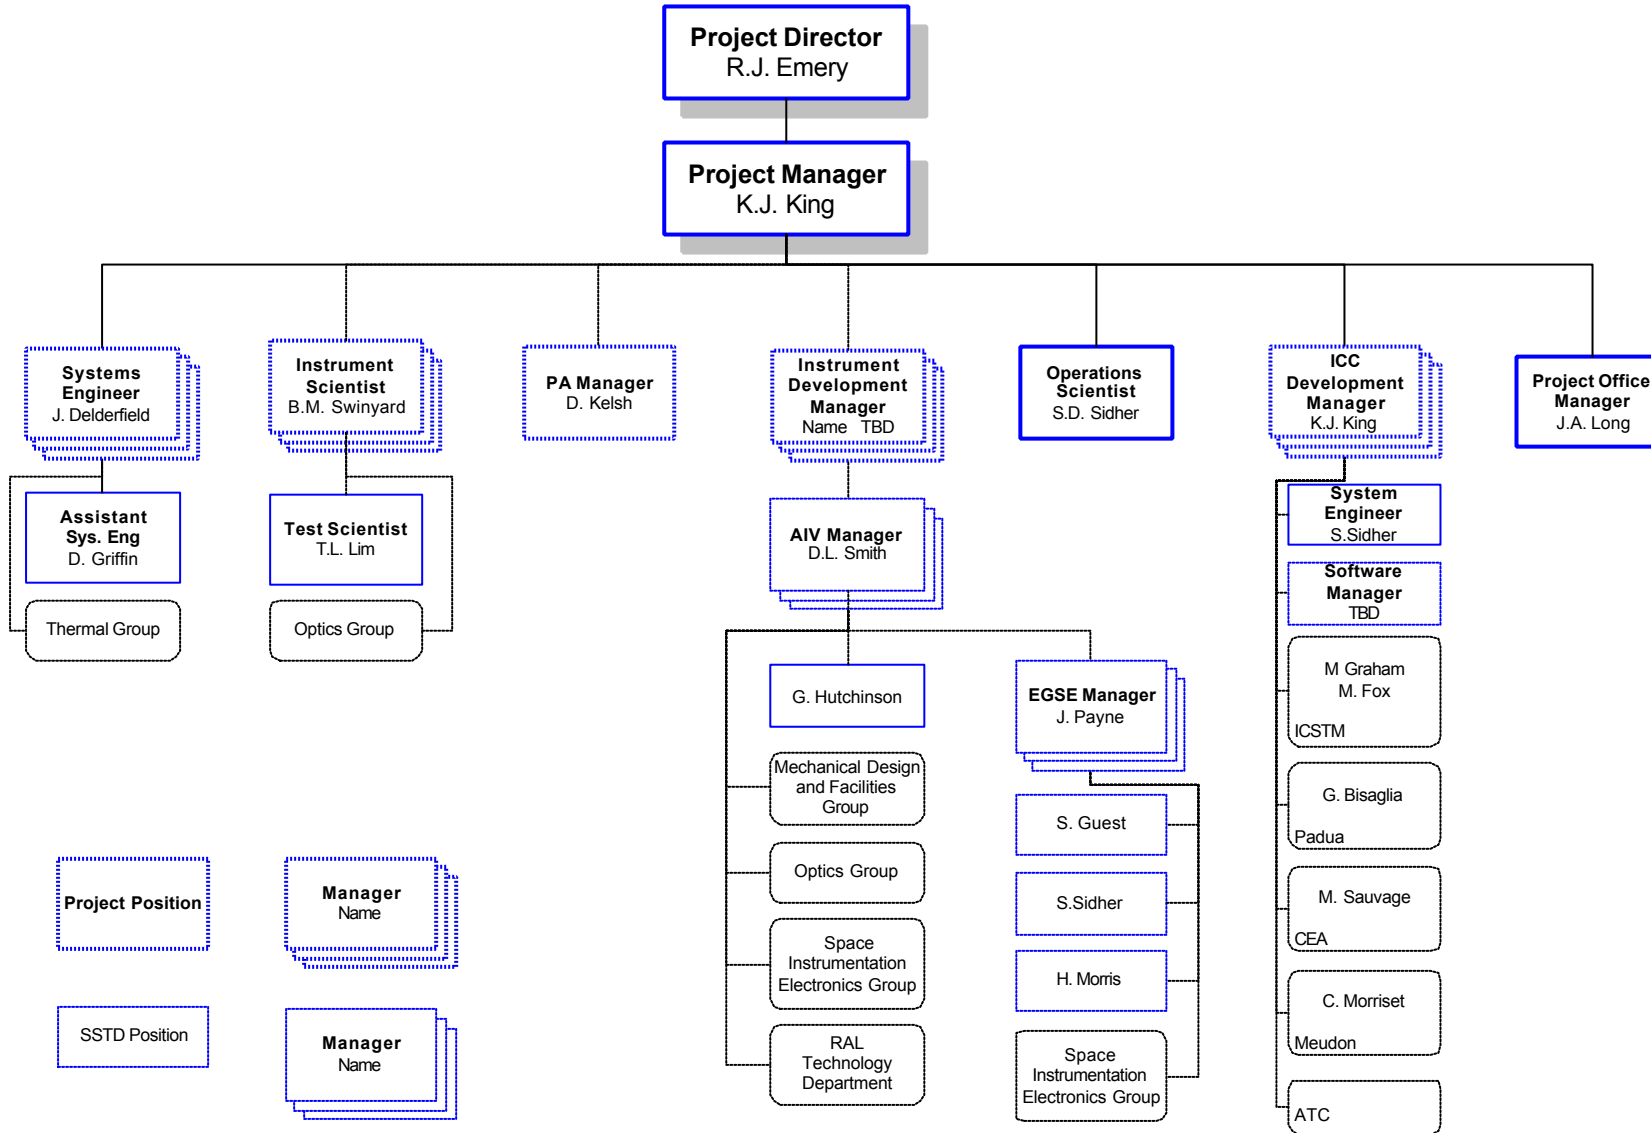 Project Director
R.J. Emery
Project Manager
K.J. King
Systems
Engineer
J. Delderfield
Instrument
Scientist
B.M. Swinyard
PA Manager
D. Kelsh
Instrument
Development
Manager
Name TBD
Operations
Scientist
S.D. Sidher
ICC
Development
Manager
K.J. King
Project Office
Manager
J.A. Long
Assistant
Sys. Eng
D. Griffin
Thermal Group
Test Scientist
T.L. Lim
Optics Group
AIV Manager
D.L. Smith
G. Hutchinson
Mechanical Design
and Facilities
Group
Optics Group
Space
Instrumentation
Electronics Group
RAL
Technology
Department
EGSE Manager
J. Payne
S. Guest
S.Sidher
H. Morris
Space
Instrumentation
Electronics Group
System
Engineer
S.Sidher
Software
Manager
TBD
M Graham
M. Fox
ICSTM
G. Bisaglia
Padua
M. Sauvage
CEA
C. Morriset
Meudon
ATC
Project Position
Manager
Name
SSTD Position
Manager
Name